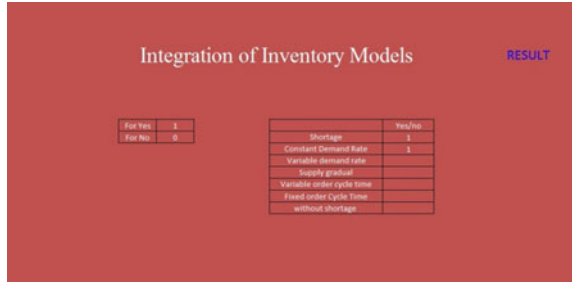 Integration of Inventory Models
RESULT
For Yes 1
For No 0
Yes/no
Shortage 1
Constant Demand Rate 1
Variable demand rate
Supply gradual
Variable order cycle time
Fixed order Cycle Time
without shortage